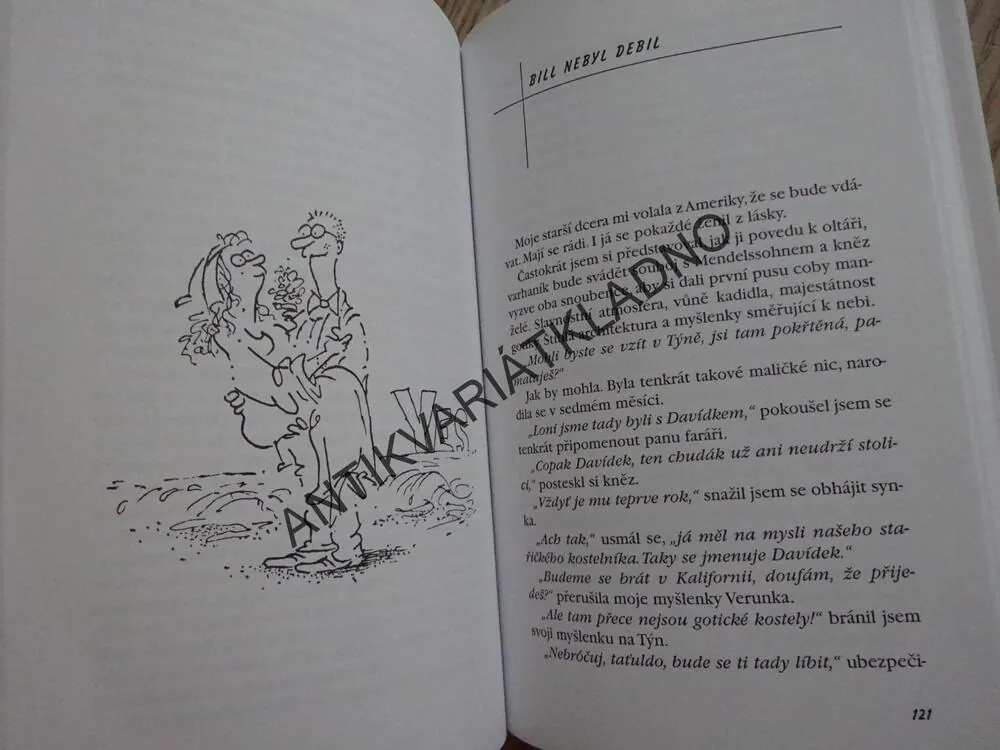 BILL NEBYL DEBIL
Moje starší dcera mi volala z Ameriky, že se bude vdá-
vat. Mají se rádi. I já se pokaždé ženil z lásky.
Častokrát jsem si představoval, jak ji povedu k oltáři,
varhaník bude svádět souboj s Mendelssohnem a kněz
vyzve oba snoubence, aby si dali první pusu coby man-
želé. Slavnostní atmosféra, vůně kadidla, majestátnost
architektura a myšlenky směřující k nebi.
„Mohli byste se vzít v Týně, jsi tam pokřtěná, pa-
matuješ?“
Jak by mohla. Byla tenkrát takové maličké nic, naro-
dila se v sedmém měsíci.
„Loni jsme tady byli s Davídkem,“ pokoušel jsem se
tenkrát připomenout panu faráři.
„Copak Davídek, ten chudák už ani neudrží stoli-
ci,“ posteskl si kněz.
„Vždyť je mu teprve rok,“ snažil jsem se obhájit syn-
ka.
„Ach tak,“ usmál se, „já měl na mysli našeho sta-
řičkého kostelníka. Taky se jmenuje Davídek.“
„Budeme se brát v Kalifornii, doufám, že přije-
deš?“ přerušila moje myšlenky Verunka.
„Ale tam přece nejsou gotické kostely!“ bránil jsem
svoji myšlenku na Týn.
„Nebróčuj, taťuldo, bude se ti tady líbit,“ ubezpeči-
121
ANTIKVARIÁTKLADNO